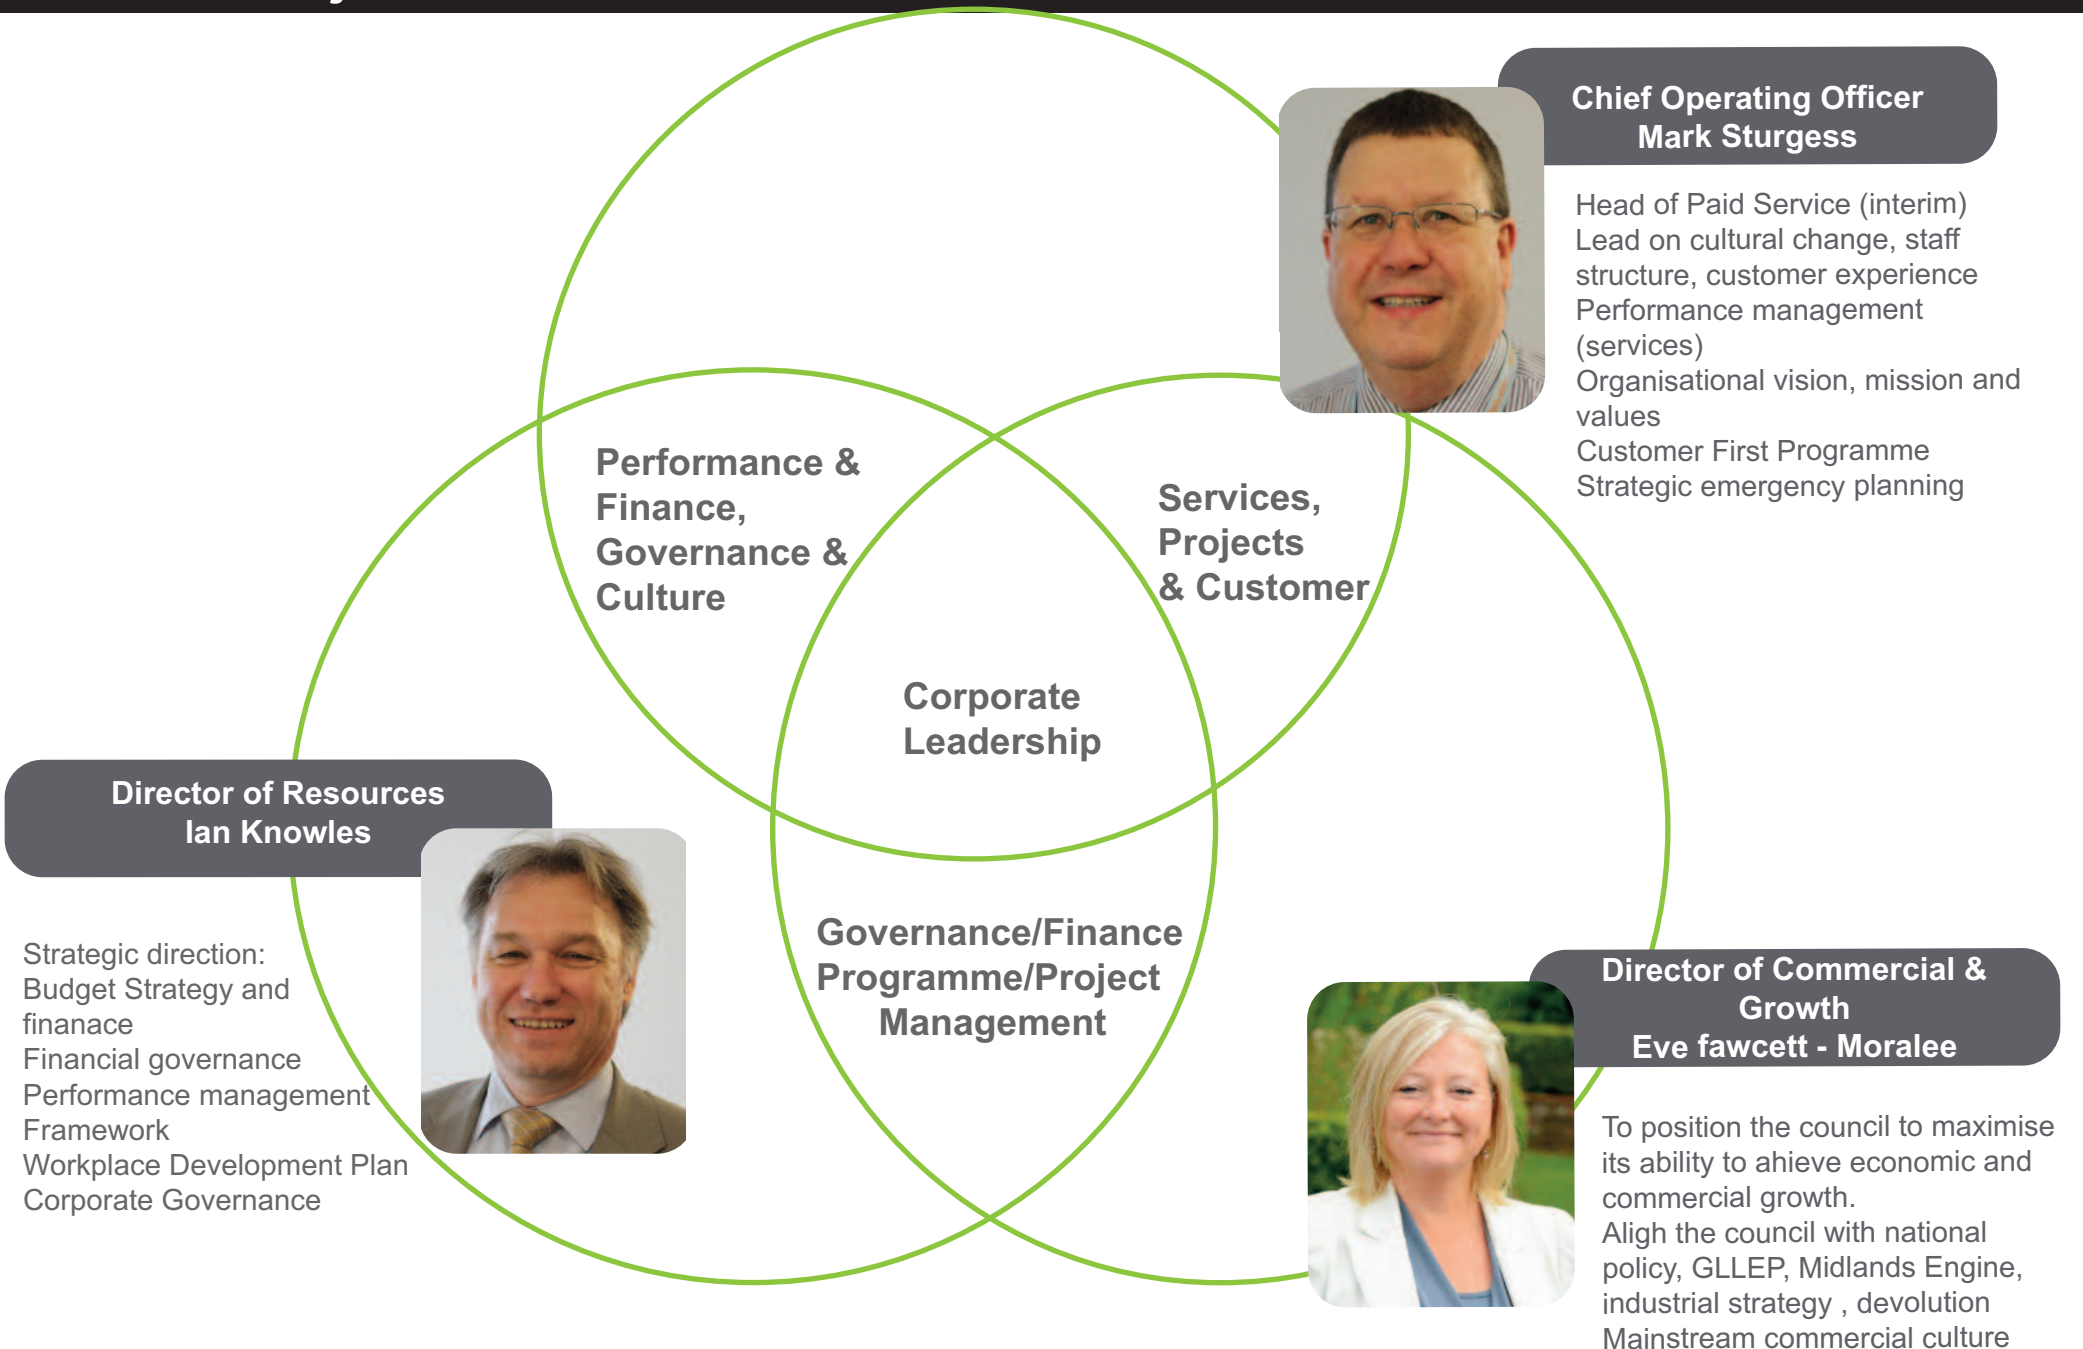 Chief Operating Officer
Mark Sturgess
Head of Paid Service (interim)
Lead on cultural change, staff
structure, customer experience
Performance management
(services)
Organisational vision, mission and
values
Customer First Programme
Strategic emergency planning
Performance &
Finance,
Governance &
Culture
Services,
Projects
& Customer
Corporate
Leadership
Director of Resources
Ian Knowles
Strategic direction:
Budget Strategy and
finanace
Financial governance
Performance management
Framework
Workplace Development Plan
Corporate Governance
Governance/Finance
Programme/Project
Management
Director of Commercial &
Growth
Eve fawcett - Moralee
To position the council to maximise
its ability to ahieve economic and
commercial growth.
Aligh the council with national
policy, GLLEP, Midlands Engine,
industrial strategy , devolution
Mainstream commercial culture